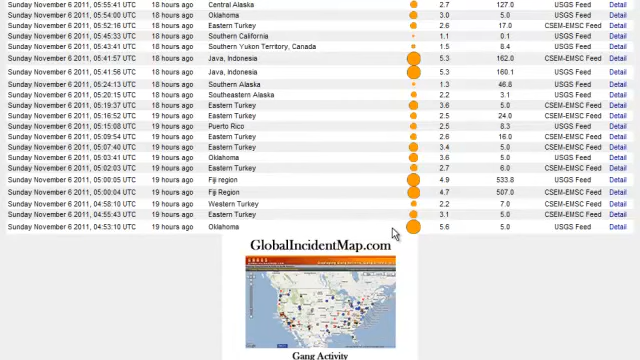 Sunday November 6 2011, 05:55:41 UTC 18 hours ago Central Alaska 2.7 127.0 USGS Feed Detail
Sunday November 6 2011, 05:54:00 UTC 18 hours ago Oklahoma 3.0 5.0 USGS Feed Detail
Sunday November 6 2011, 05:52:16 UTC 18 hours ago Eastern Turkey 2.6 17.0 CSEM-EMSC Feed Detail
Sunday November 6 2011, 05:45:33 UTC 18 hours ago Southern California 1.1 0.1 USGS Feed Detail
Sunday November 6 2011, 05:43:41 UTC 18 hours ago Southern Yukon Territory, Canada 1.5 8.4 USGS Feed Detail
Sunday November 6 2011, 05:41:57 UTC 18 hours ago Java, Indonesia 5.3 162.0 CSEM-EMSC Feed Detail
Sunday November 6 2011, 05:41:56 UTC 18 hours ago Java, Indonesia 5.3 160.1 USGS Feed Detail
Sunday November 6 2011, 05:24:13 UTC 18 hours ago Southern Alaska 1.3 46.8 USGS Feed Detail
Sunday November 6 2011, 05:20:15 UTC 18 hours ago Southeastern Alaska 2.2 3.1 USGS Feed Detail
Sunday November 6 2011, 05:19:37 UTC 18 hours ago Eastern Turkey 3.6 5.0 CSEM-EMSC Feed Detail
Sunday November 6 2011, 05:16:52 UTC 19 hours ago Eastern Turkey 2.5 24.0 CSEM-EMSC Feed Detail
Sunday November 6 2011, 05:15:08 UTC 19 hours ago Puerto Rico 2.5 8.3 USGS Feed Detail
Sunday November 6 2011, 05:09:54 UTC 19 hours ago Eastern Turkey 2.6 16.0 CSEM-EMSC Feed Detail
Sunday November 6 2011, 05:07:40 UTC 19 hours ago Eastern Turkey 3.4 5.0 CSEM-EMSC Feed Detail
Sunday November 6 2011, 05:03:41 UTC 19 hours ago Oklahoma 3.6 5.0 USGS Feed Detail
Sunday November 6 2011, 05:02:03 UTC 19 hours ago Eastern Turkey 2.7 6.0 CSEM-EMSC Feed Detail
Sunday November 6 2011, 05:00:05 UTC 19 hours ago Fiji region 4.9 533.8 USGS Feed Detail
Sunday November 6 2011, 05:00:04 UTC 19 hours ago Fiji Region 4.7 507.0 CSEM-EMSC Feed Detail
Sunday November 6 2011, 04:58:10 UTC 19 hours ago Western Turkey 2.2 7.0 CSEM-EMSC Feed Detail
Sunday November 6 2011, 04:55:43 UTC 19 hours ago Eastern Turkey 3.1 5.0 CSEM-EMSC Feed Detail
Sunday November 6 2011, 04:53:10 UTC 19 hours ago Oklahoma 5.6 5.0 USGS Feed Detail
GlobalIncidentMap.com
Gang Activity